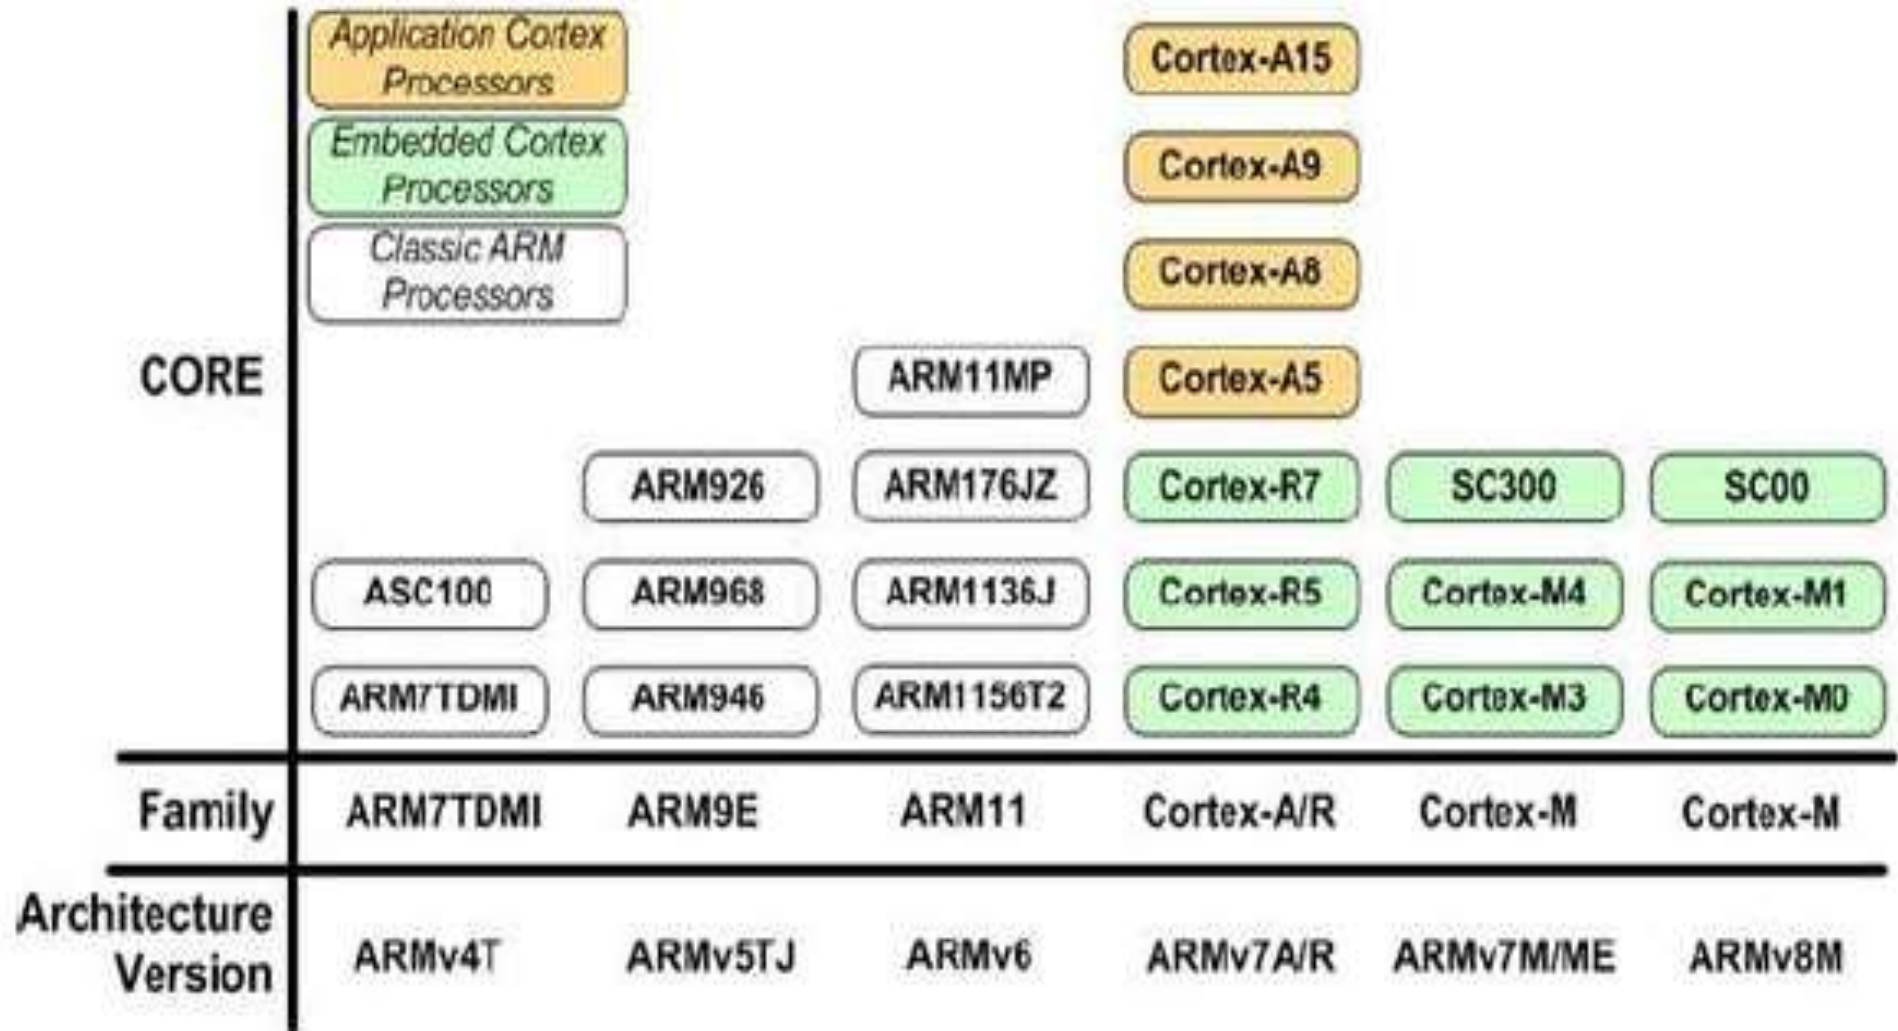 Application Cortex
Processors
Embedded Cortex
Processors
Classic ARM
Processors
Cortex-A15
Cortex-A9
Cortex-A8
CORE
ARM11MP
Cortex-A5
ARM926
ARM176JZ
Cortex-R7
SC300
SC00
ASC100
ARM968
ARM1136J
Cortex-R5
Cortex-M4
Cortex-M1
ARM7TDMI
ARM946
ARM1156T2
Cortex-R4
Cortex-M3
Cortex-M0
Family
ARM7TDMI
ARM9E
ARM11
Cortex-A/R
Cortex-M
Cortex-M
Architecture
Version
ARMv4T
ARMv5TJ
ARMv6
ARMv7A/R
ARMv7M/ME
ARMv8M